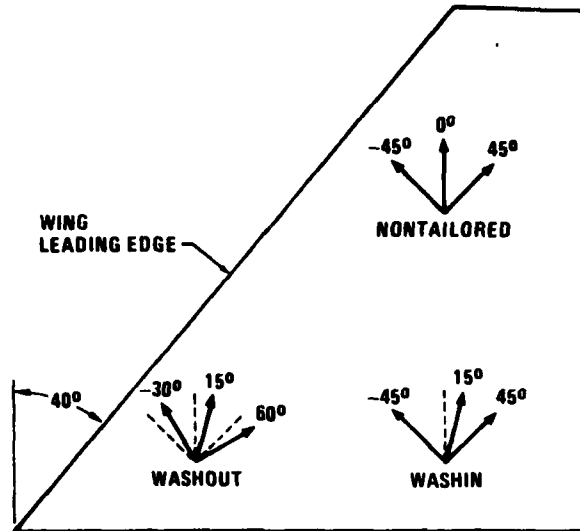 0°
-45° 45°
NONTAILORED
WING
LEADING EDGE
40°
-30° 15° 60°
WASHOUT
-45° 15° 45°
WASHIN